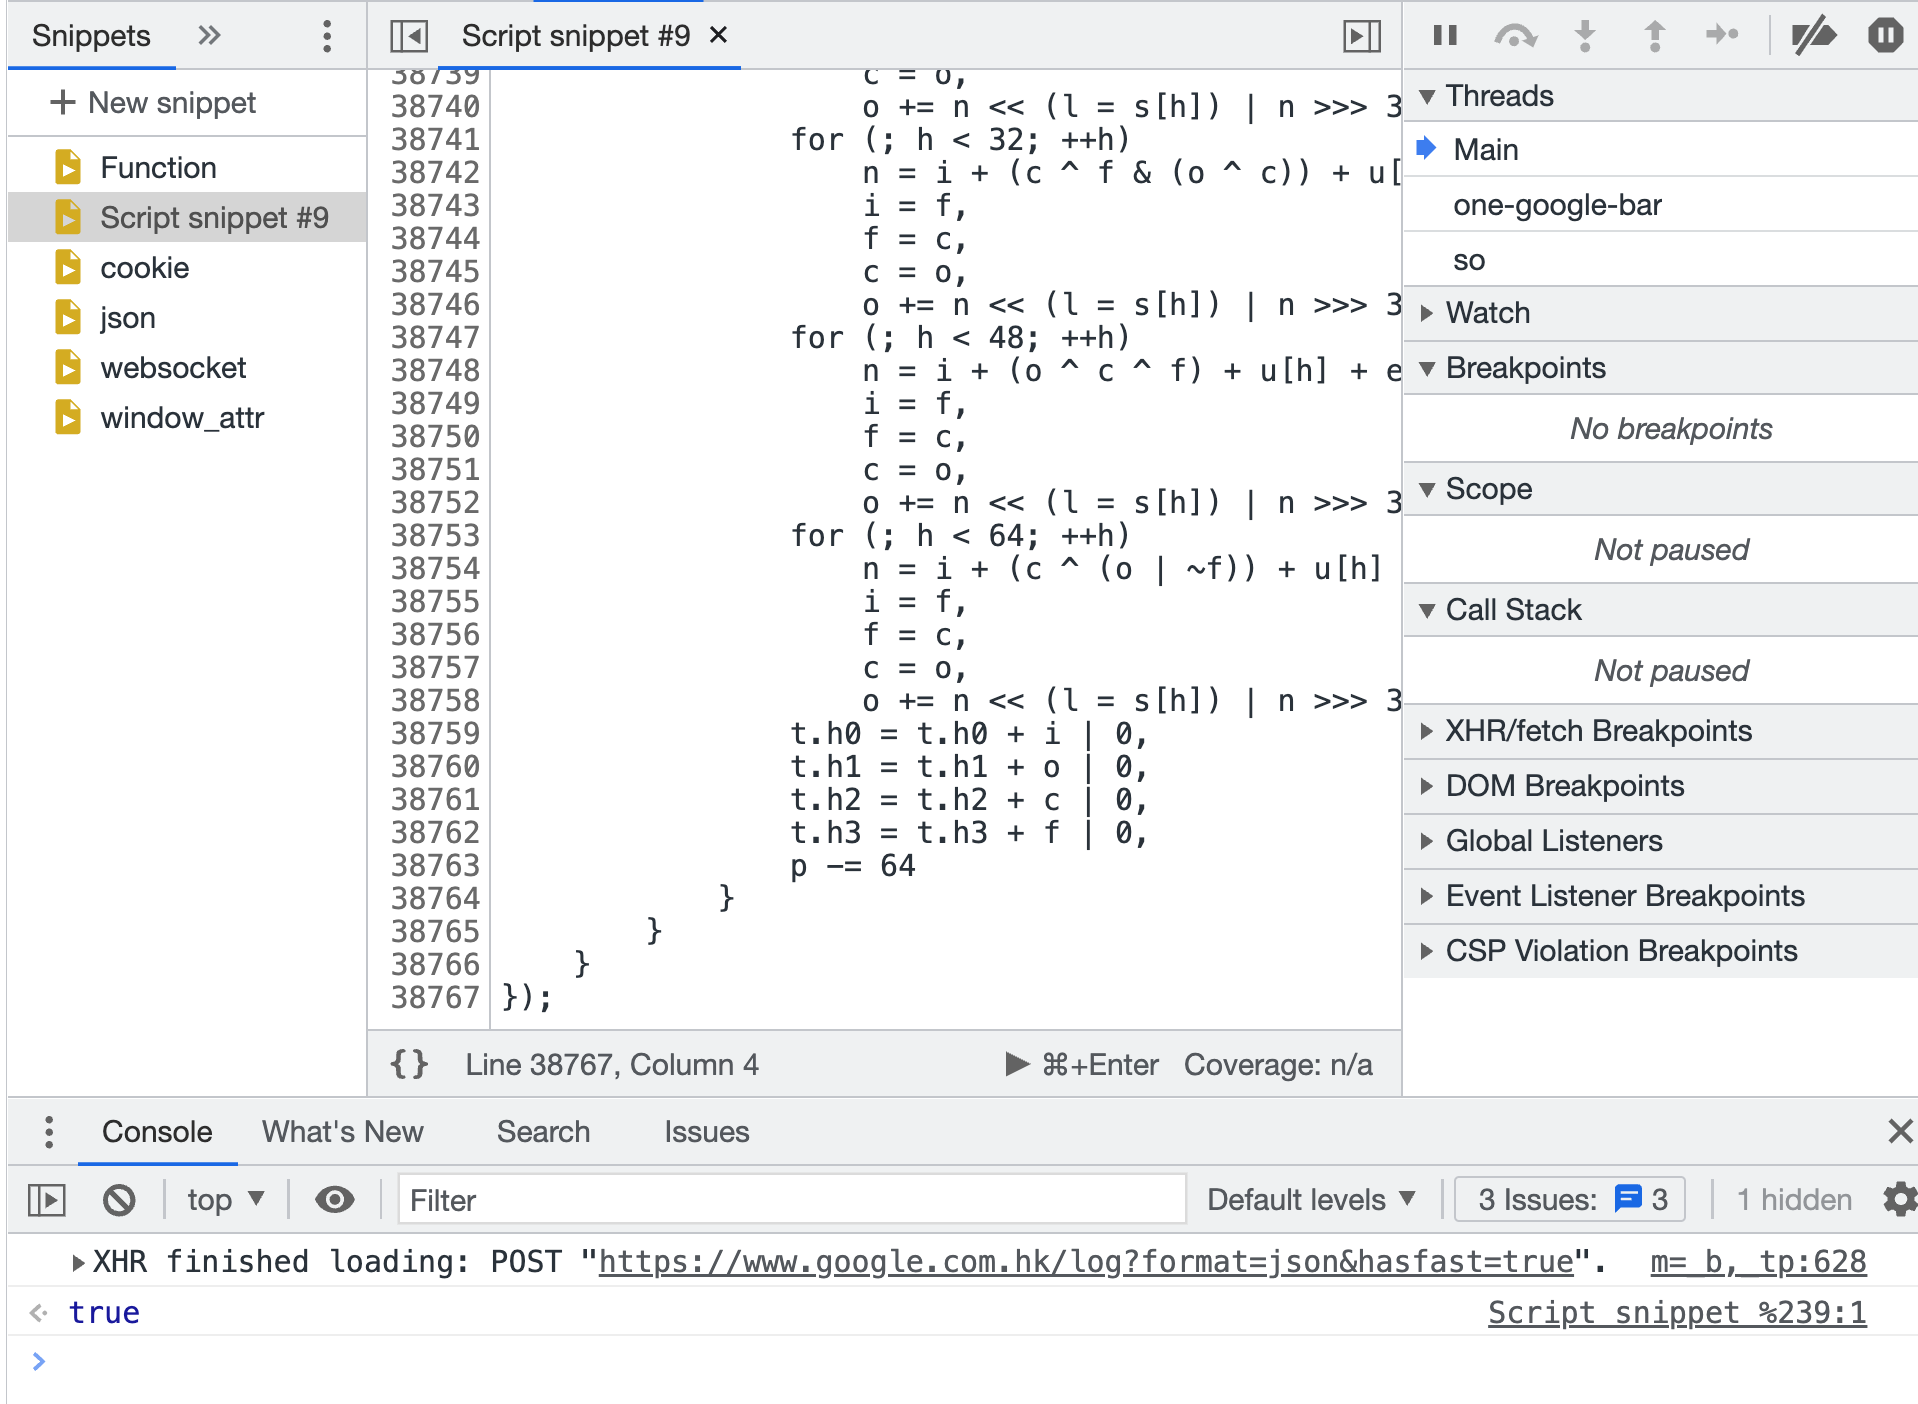 Snippets
New snippet
Function
Script snippet #9
cookie
json
websocket
window_attr
Script snippet #9
38739 c = o,
38740 o += n << (l = s[h]) | n >>> 3
38741 for (; h < 32; ++h)
38742 n = i + (c ^ f & (o ^ c)) + u[
38743 i = f,
38744 f = c,
38745 c = o,
38746 o += n << (l = s[h]) | n >>> 3
38747 for (; h < 48; ++h)
38748 n = i + (o ^ c ^ f) + u[h] + e
38749 i = f,
38750 f = c,
38751 c = o,
38752 o += n << (l = s[h]) | n >>> 3
38753 for (; h < 64; ++h)
38754 n = i + (c ^ (o | ~f)) + u[h]
38755 i = f,
38756 f = c,
38757 c = o,
38758 o += n << (l = s[h]) | n >>> 3
38759 t.h0 = t.h0 + i | 0,
38760 t.h1 = t.h1 + o | 0,
38761 t.h2 = t.h2 + c | 0,
38762 t.h3 = t.h3 + f | 0,
38763 p -= 64
38764 }
38765 }
38766 }
38767 });
{} Line 38767, Column 4 ⌘+Enter Coverage: n/a
Threads
Main
one-google-bar
so
Watch
Breakpoints
No breakpoints
Scope
Not paused
Call Stack
Not paused
XHR/fetch Breakpoints
DOM Breakpoints
Global Listeners
Event Listener Breakpoints
CSP Violation Breakpoints
Console What's New Search Issues
top Filter Default levels 3 Issues: 3 1 hidden
XHR finished loading: POST "https://www.google.com.hk/log?format=json&hasfast=true". m=_b,_tp:628
true Script snippet %239:1